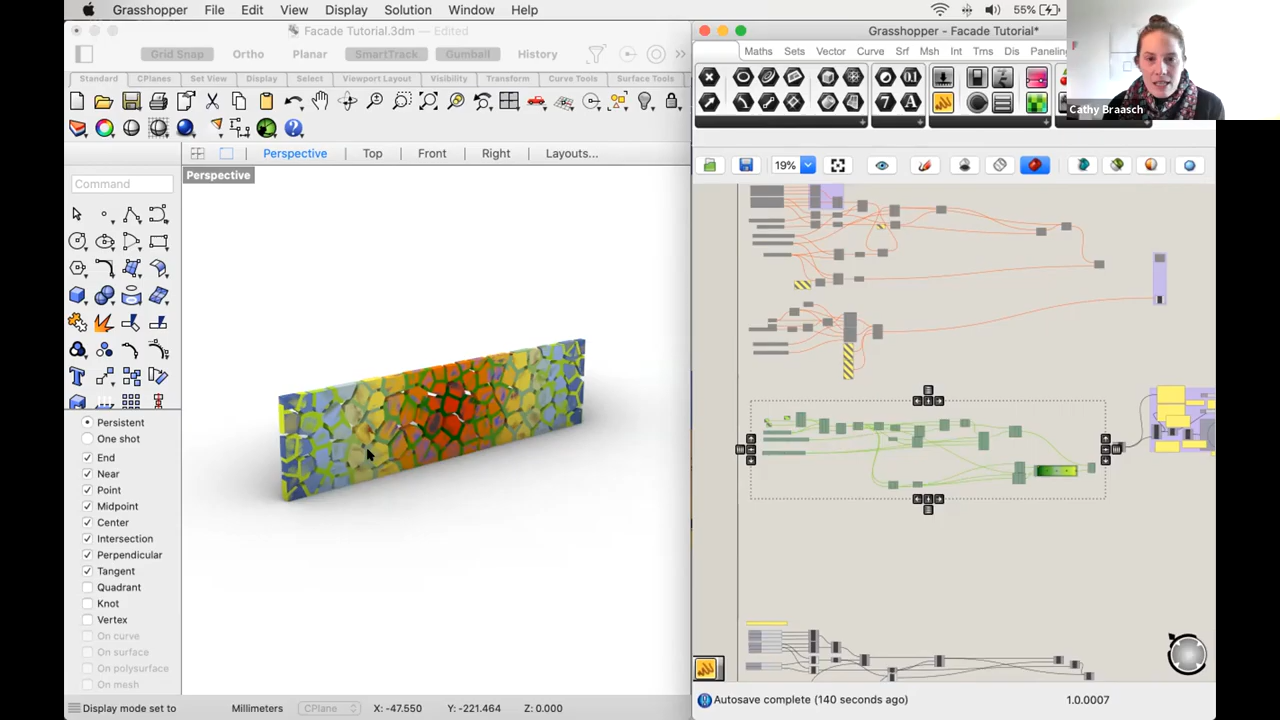 Grasshopper File Edit View Display Solution Window Help
55%
Facade Tutorial.3dm — Edited
Grasshopper - Facade Tutorial*
Grid Snap Ortho Planar SmartTrack Gumball History
Maths Sets Vector Curve Srf Msh Int Tms Dis Paneling
Standard CPlanes Set View Display Select Viewport Layout Visibility Transform Curve Tools Surface Tools
Cathy Braasch
Perspective Top Front Right Layouts...
19%
Perspective
Command
Persistent
One shot
End
Near
Point
Midpoint
Center
Intersection
Perpendicular
Tangent
Quadrant
Knot
Vertex
On curve
On surface
On polysurface
On mesh
Display mode set to Millimeters CPlane X: -47.550 Y: -221.464 Z: 0.000
Autosave complete (140 seconds ago)
1.0.0007